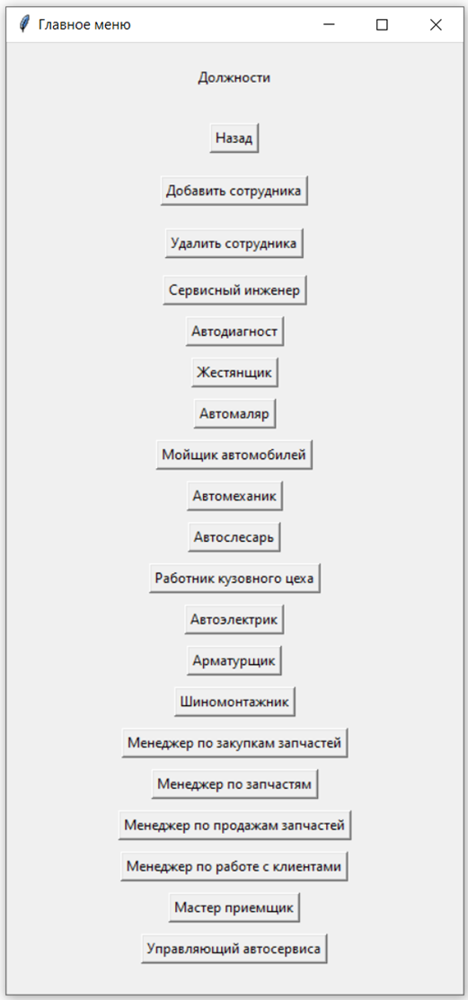 Главное меню
Должности
Назад
Добавить сотрудника
Удалить сотрудника
Сервисный инженер
Автодиагност
Жестянщик
Автомаляр
Мойщик автомобилей
Автомеханик
Автослесарь
Работник кузовного цеха
Автоэлектрик
Арматурщик
Шиномонтажник
Менеджер по закупкам запчастей
Менеджер по запчастям
Менеджер по продажам запчастей
Менеджер по работе с клиентами
Мастер приемщик
Управляющий автосервиса